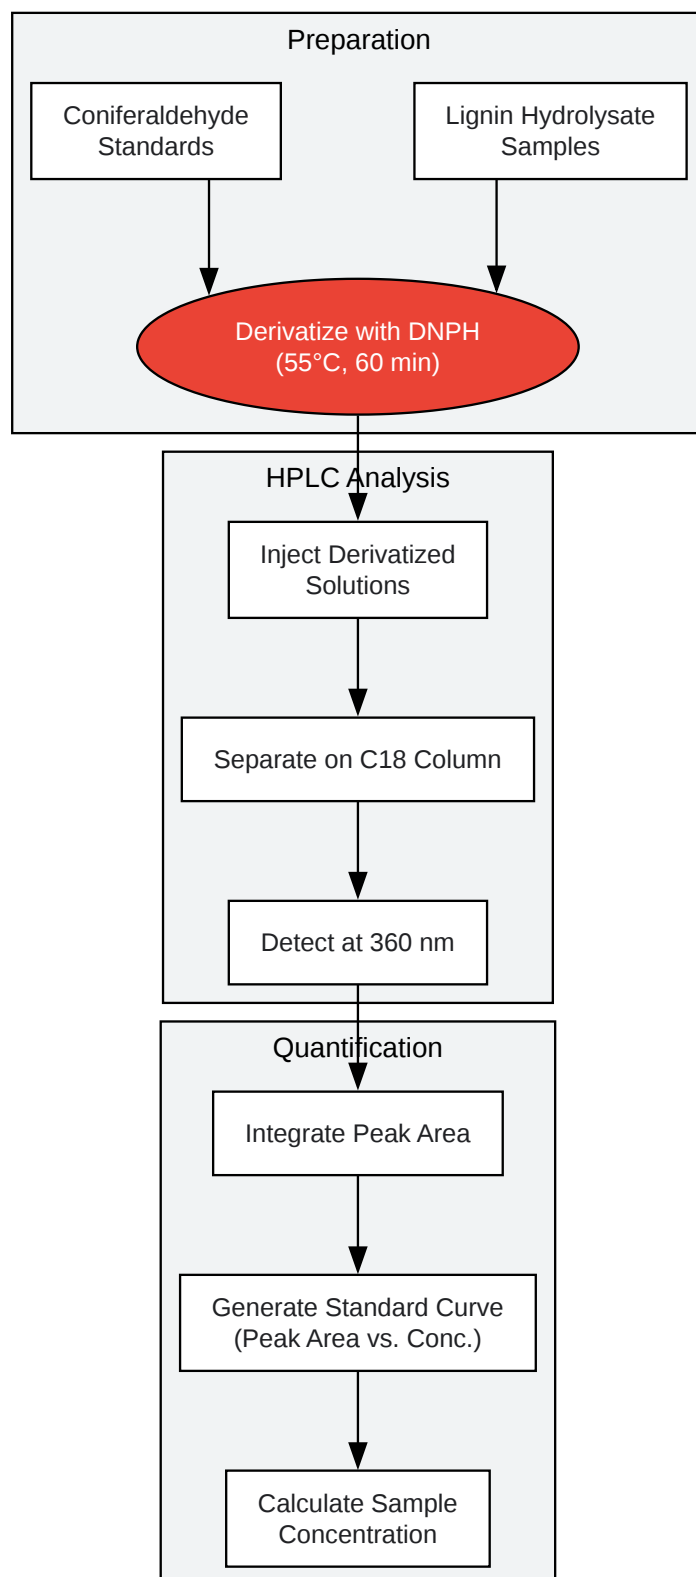 Preparation
Coniferaldehyde
Standards
Lignin Hydrolysate
Samples
Derivatize with DNPH
(55°C, 60 min)
HPLC Analysis
Inject Derivatized
Solutions
Separate on C18 Column
Detect at 360 nm
Quantification
Integrate Peak Area
Generate Standard Curve
(Peak Area vs. Conc.)
Calculate Sample
Concentration